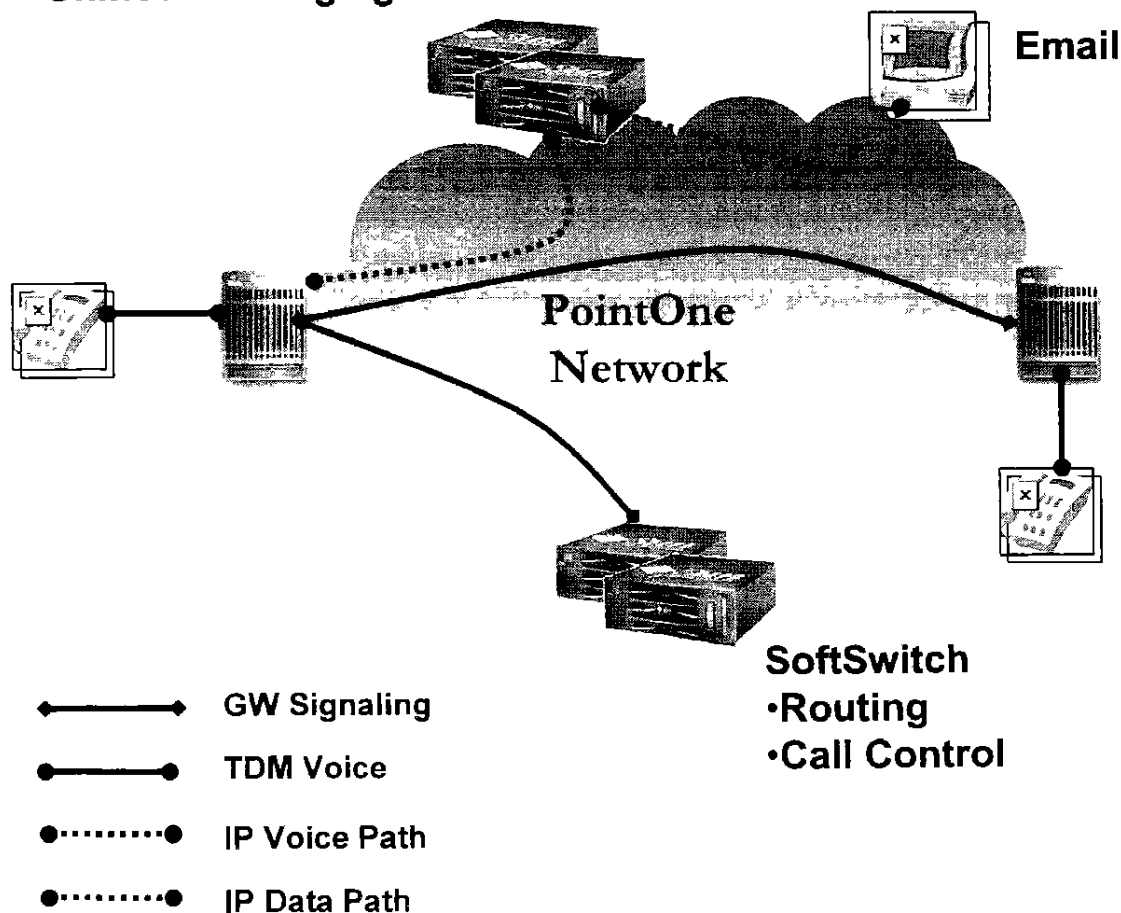 Email
PointOne
Network
SoftSwitch
•Routing
•Call Control
GW Signaling
TDM Voice
IP Voice Path
IP Data Path